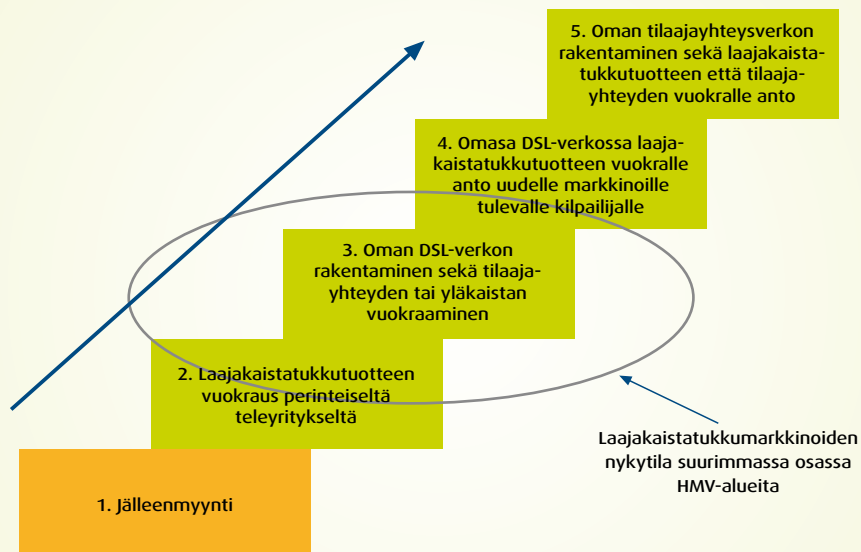 5. Oman tilaajayhteysverkon
rakentaminen sekä laajakaista-
tukkutuotteen että tilaaja-
yhteyden vuokralle anto
4. Omasa DSL-verkossa laaja-
kaistatukkutuotteen vuokralle
anto uudelle markkinoille
tulevalle kilpailijalle
3. Oman DSL-verkon
rakentaminen sekä tilaaja-
yhteyden tai yläkaistan
vuokraaminen
2. Laajakaistatukkutuotteen
vuokraus perinteiseltä
teleyritykseltä
1. Jälleenmyynti
Laajakaistatukkumarkkinoiden
nykytila suurimmassa osassa
HMV-alueita